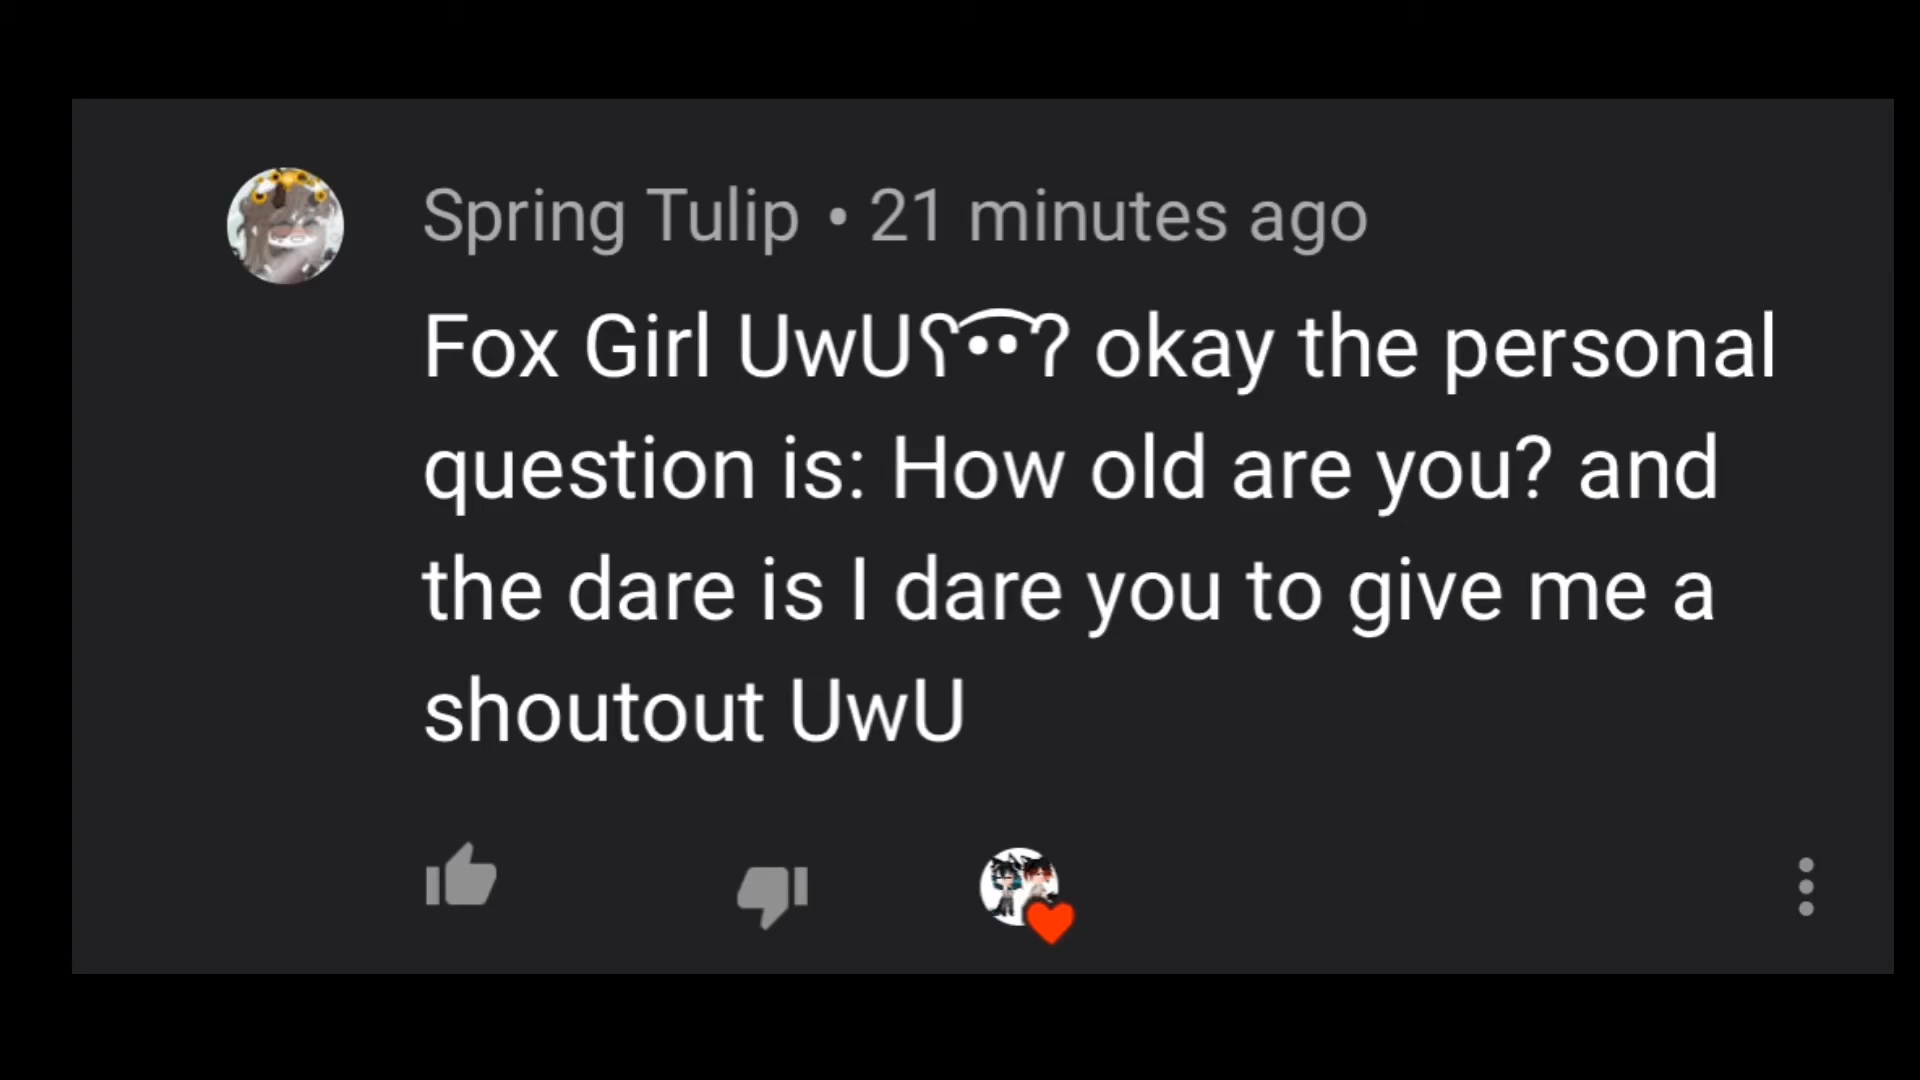 Spring Tulip • 21 minutes ago
Fox Girl UwUʕ͡••ʔ okay the personal
question is: How old are you? and
the dare is I dare you to give me a
shoutout UwU